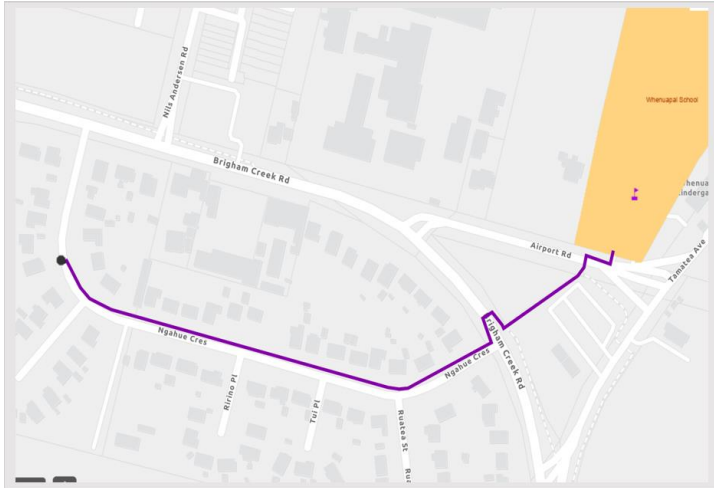 Nils Andersen Rd
Whenuapai School
Brigham Creek Rd
Airport Rd
Tamatea Ave
Ngahue Cres
Ririno Pl
Tui Pl
Ngahue Cres
Brigham Creek Rd
Ruatea St